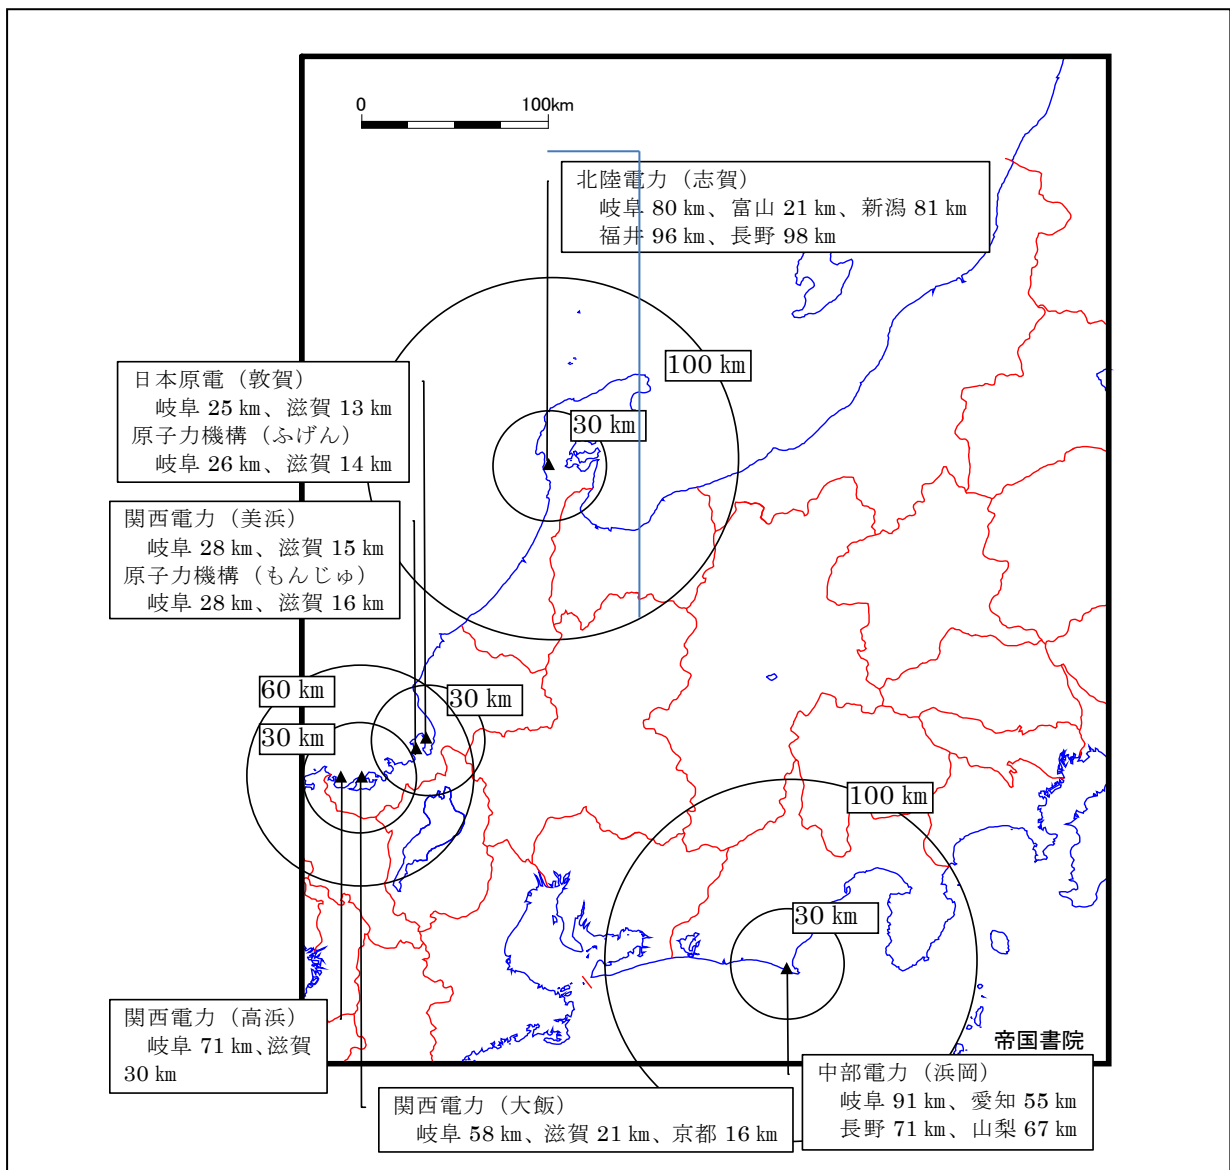 0 100km
北陸電力（志賀）
岐阜 80 ㎞、富山 21 ㎞、新潟 81 ㎞
福井 96 ㎞、長野 98 ㎞
100 ㎞
30 ㎞
日本原電（敦賀）
岐阜 25 ㎞、滋賀 13 ㎞
原子力機構（ふげん）
岐阜 26 ㎞、滋賀 14 ㎞
関西電力（美浜）
岐阜 28 ㎞、滋賀 15 ㎞
原子力機構（もんじゅ）
岐阜 28 ㎞、滋賀 16 ㎞
60 ㎞
30 ㎞
30 ㎞
100 ㎞
30 ㎞
関西電力（高浜）
岐阜 71 ㎞、滋賀
30 ㎞
帝国書院
中部電力（浜岡）
岐阜 91 ㎞、愛知 55 ㎞
長野 71 ㎞、山梨 67 ㎞
関西電力（大飯）
岐阜 58 ㎞、滋賀 21 ㎞、京都 16 ㎞